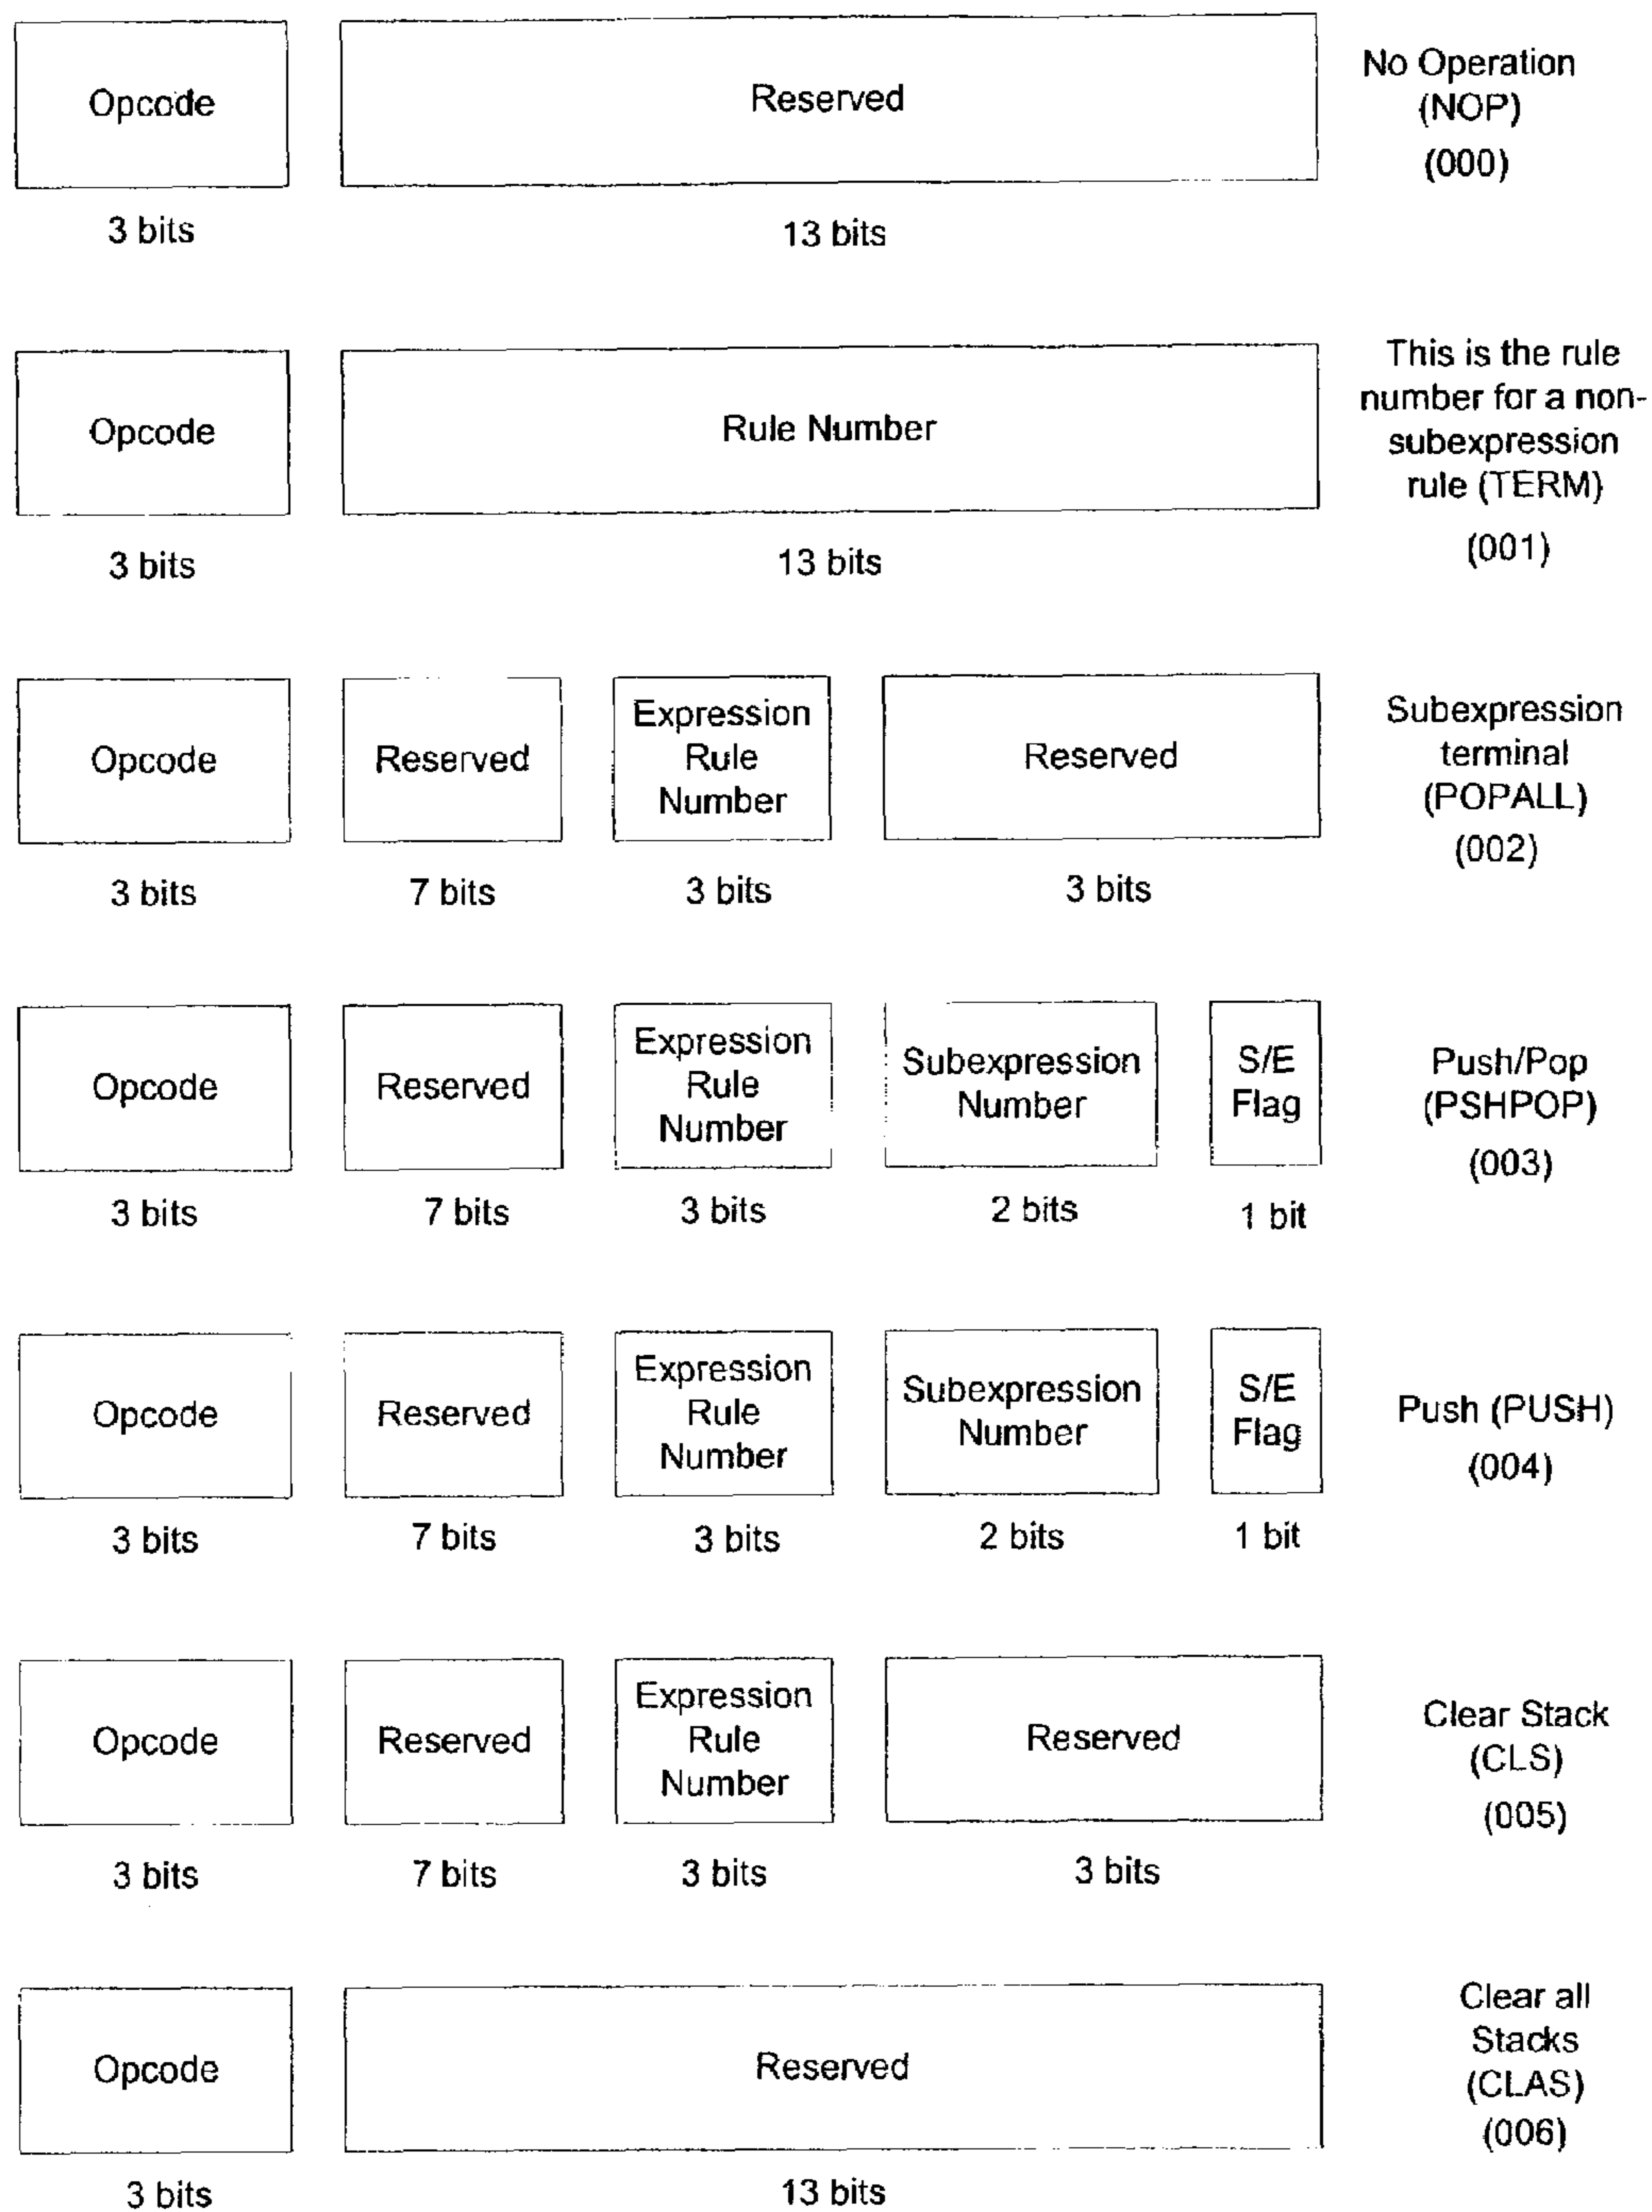 Opcode
Reserved
No Operation
(NOP)
(000)
3 bits
13 bits
Opcode
Rule Number
This is the rule
number for a non-
subexpression
rule (TERM)
(001)
3 bits
13 bits
Opcode
Reserved
Expression
Rule
Number
Reserved
Subexpression
terminal
(POPALL)
(002)
3 bits
7 bits
3 bits
3 bits
Opcode
Reserved
Expression
Rule
Number
Subexpression
Number
S/E
Flag
Push/Pop
(PSHPOP)
(003)
3 bits
7 bits
3 bits
2 bits
1 bit
Opcode
Reserved
Expression
Rule
Number
Subexpression
Number
S/E
Flag
Push (PUSH)
(004)
3 bits
7 bits
3 bits
2 bits
1 bit
Opcode
Reserved
Expression
Rule
Number
Reserved
Clear Stack
(CLS)
(005)
3 bits
7 bits
3 bits
3 bits
Opcode
Reserved
Clear all
Stacks
(CLAS)
(006)
3 bits
13 bits